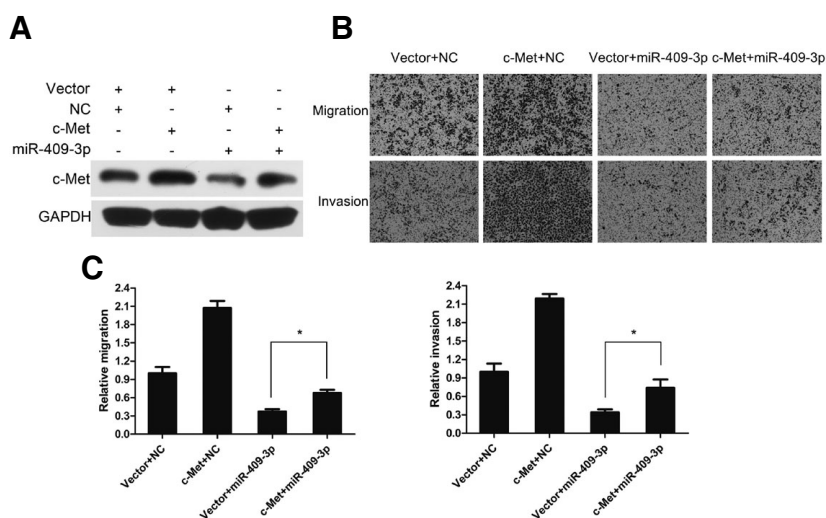 A
Vector + + - -
NC + - + -
c-Met - + - +
miR-409-3p - - + +
c-Met
GAPDH
B
Vector+NC c-Met+NC Vector+miR-409-3p c-Met+miR-409-3p
Migration
Invasion
C
Relative migration
2.4
2.1
1.8
1.5
1.2
0.9
0.6
0.3
0.0
*
Vector+NC
c-Met+NC
Vector+miR-409-3p
c-Met+miR-409-3p
Relative invasion
2.4
2.1
1.8
1.5
1.2
0.9
0.6
0.3
0.0
*
Vector+NC
c-Met+NC
Vector+miR-409-3p
c-Met+miR-409-3p